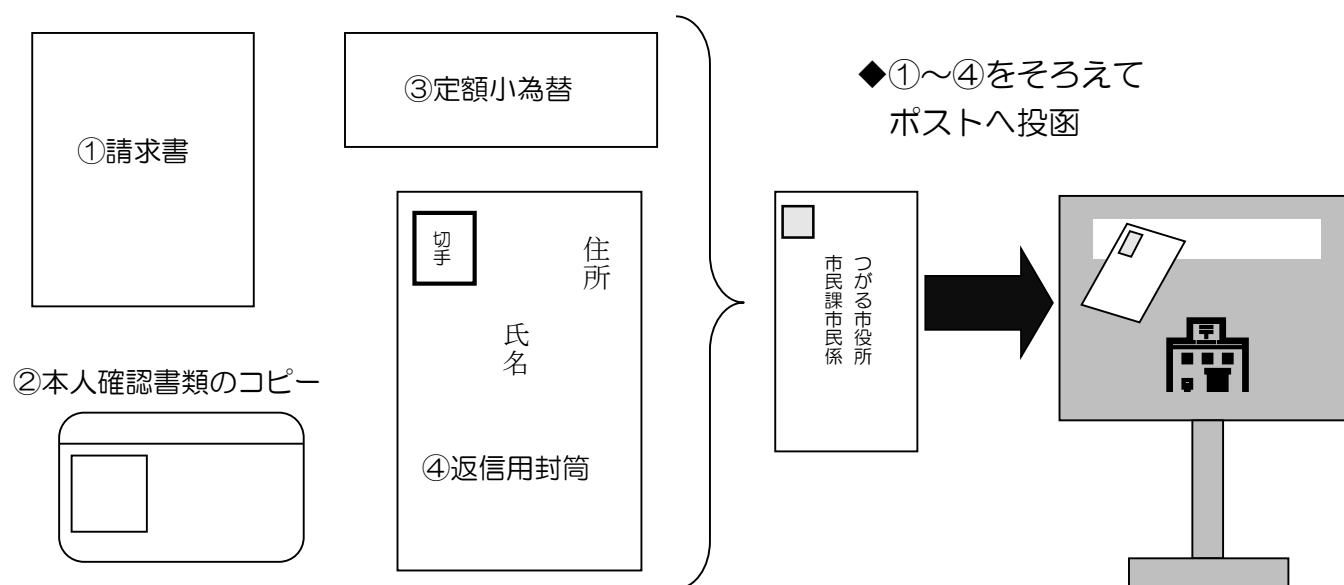 ①請求書
②本人確認書類のコピー
③定額小為替
切手
住所
氏名
④返信用封筒
つがる市役所
市民課市民係
◆①～④をそろえて
ポストへ投函
〒